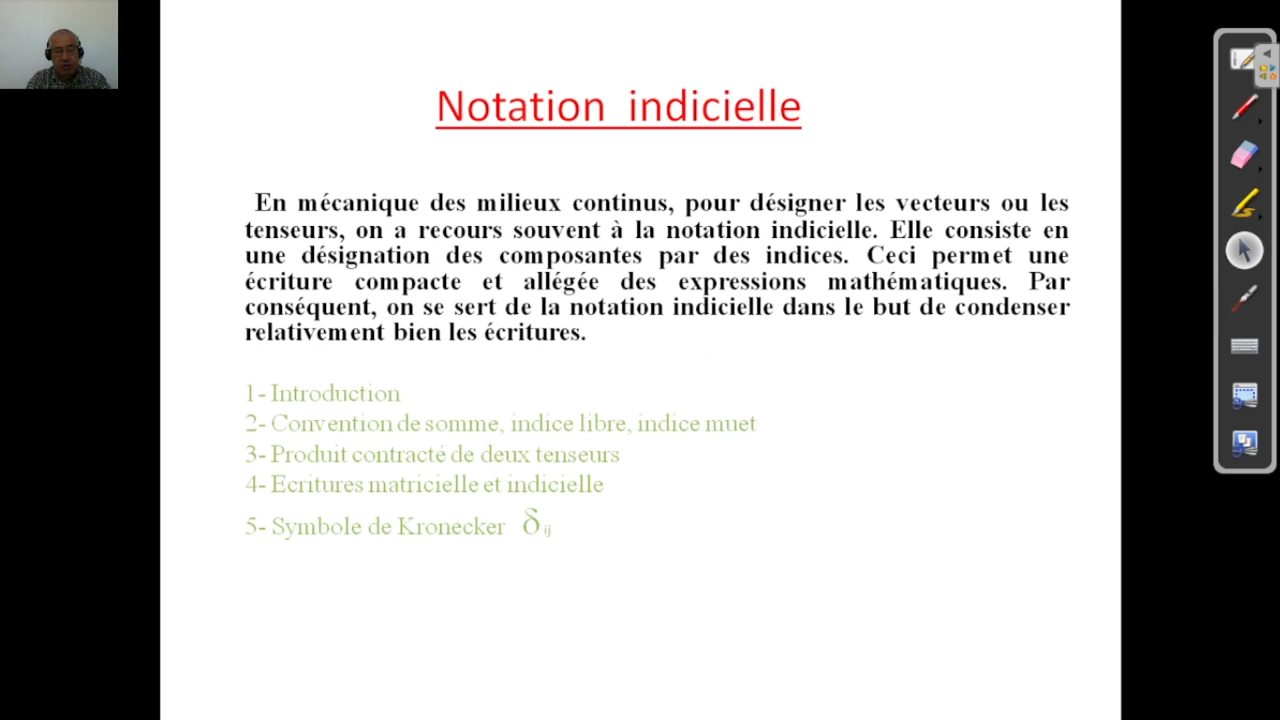 Notation indicielle
En mécanique des milieux continus, pour désigner les vecteurs ou les
tenseurs, on a recours souvent à la notation indicielle. Elle consiste en
une désignation des composantes par des indices. Ceci permet une
écriture compacte et allégée des expressions mathématiques. Par
conséquent, on se sert de la notation indicielle dans le but de condenser
relativement bien les écritures.
1- Introduction
2- Convention de somme, indice libre, indice muet
3- Produit contracté de deux tenseurs
4- Ecritures matricielle et indicielle
5- Symbole de Kronecker δij